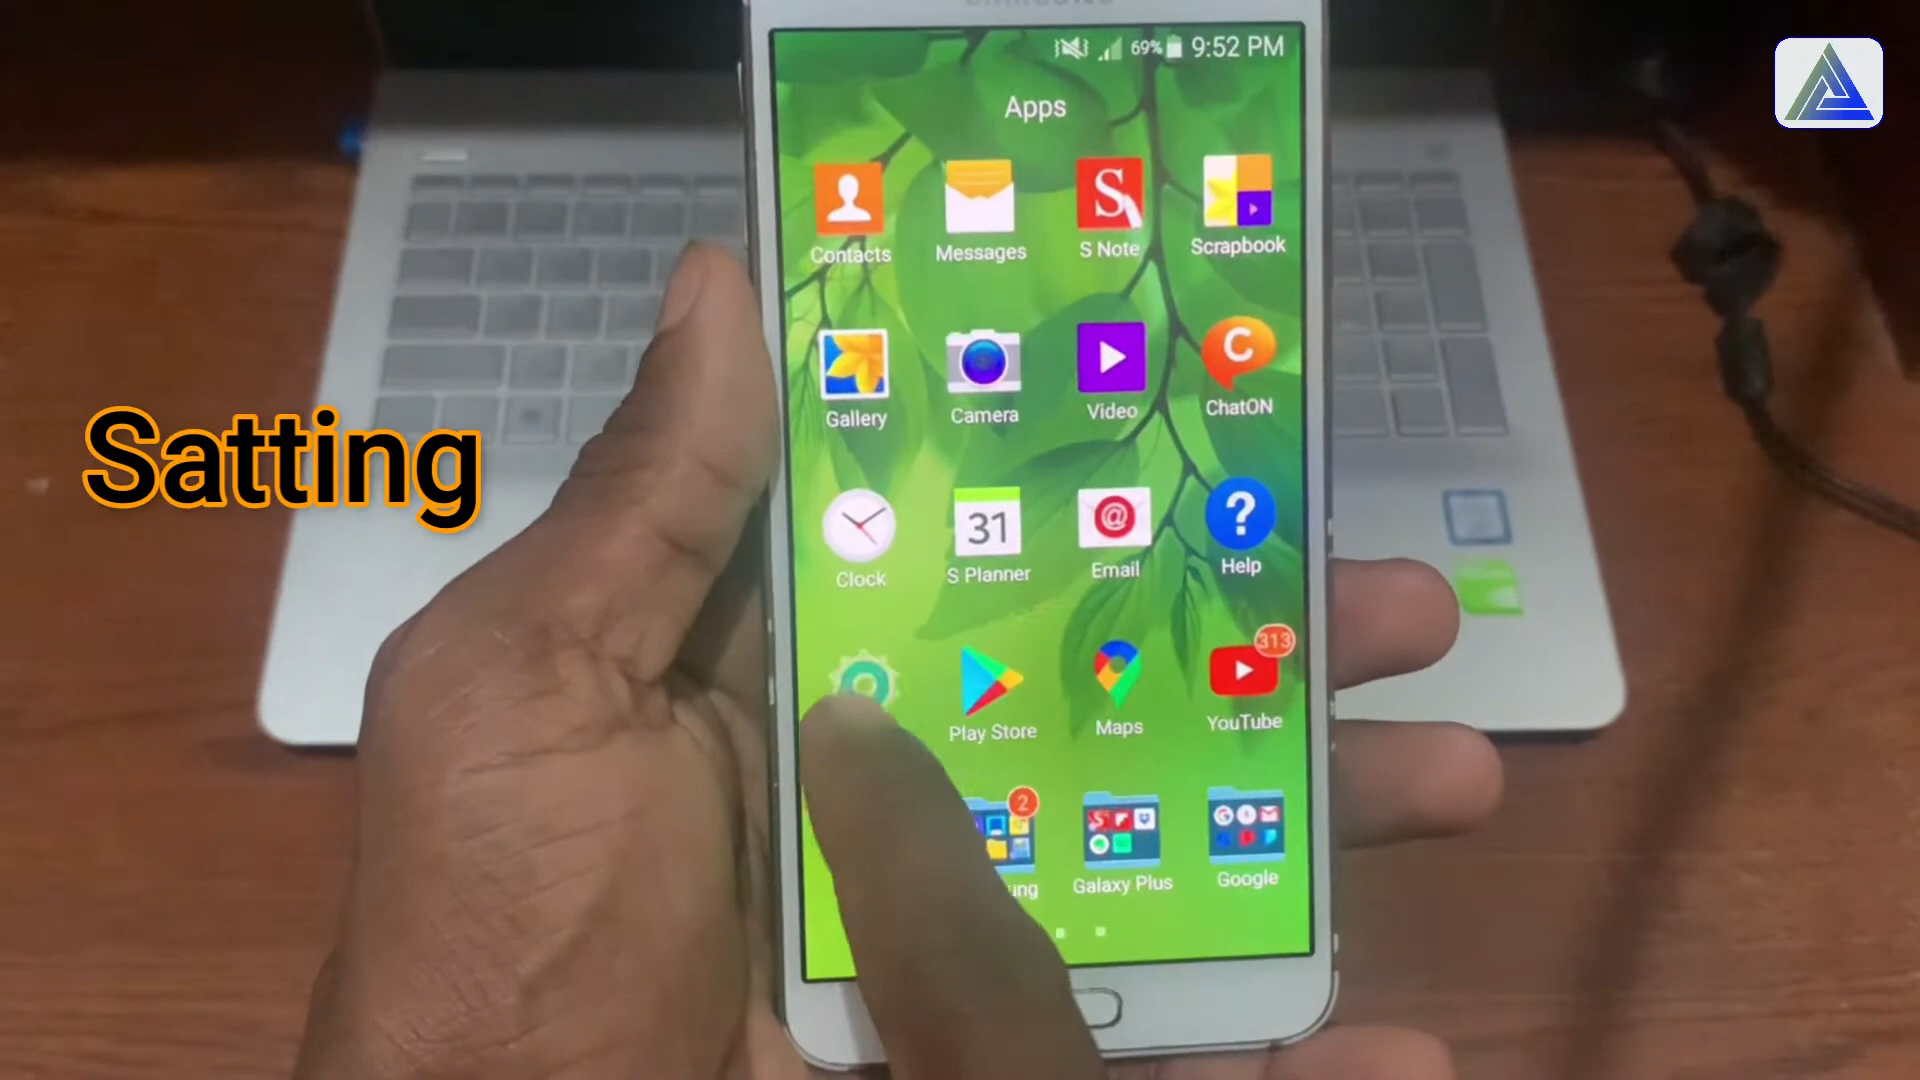 69% 9:52 PM
Apps
Contacts Messages S Note Scrapbook
Gallery Camera Video ChatON
Satting
31
Clock S Planner Email Help
313
Play Store Maps YouTube
2
ung Galaxy Plus Google